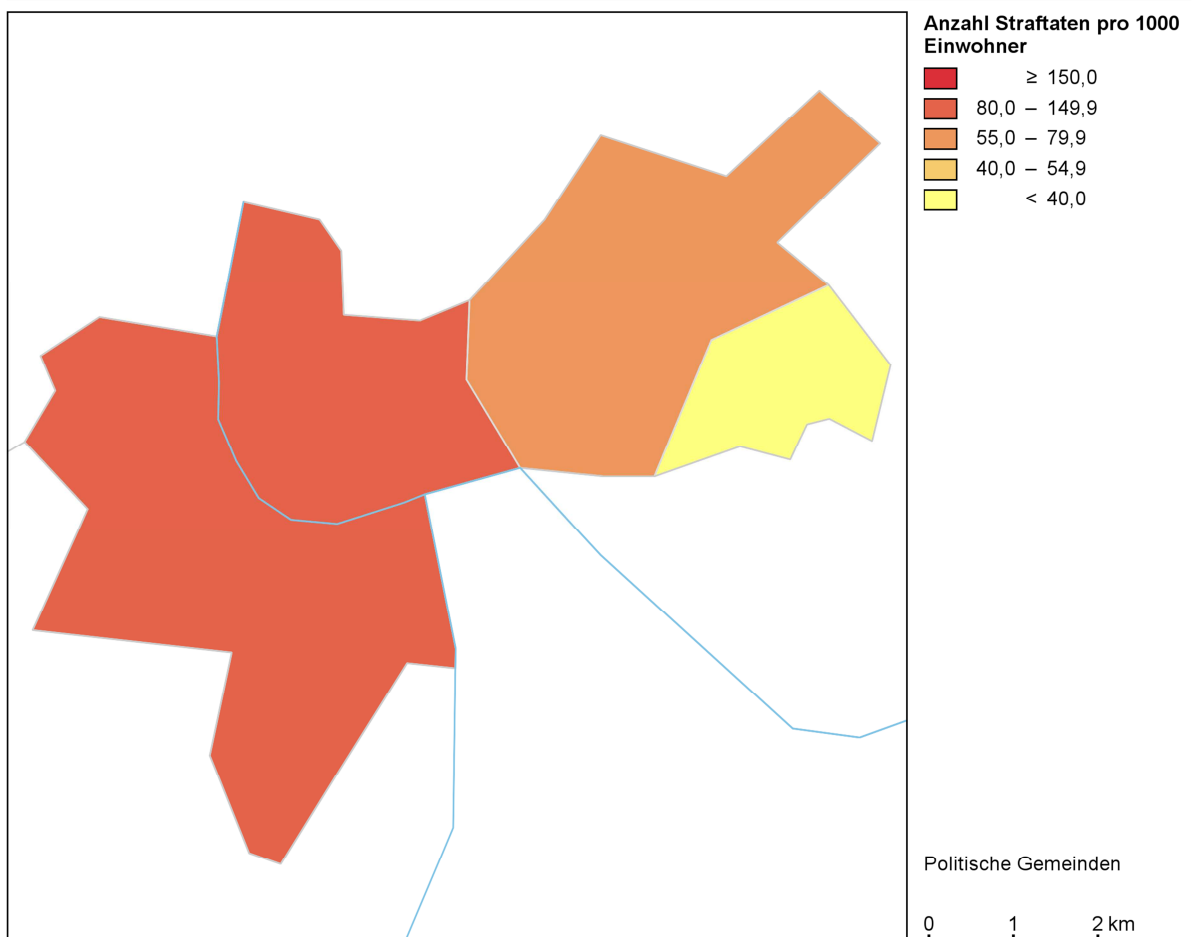 Anzahl Straftaten pro 1000
Einwohner
≥ 150,0
80,0 – 149,9
55,0 – 79,9
40,0 – 54,9
< 40,0
Politische Gemeinden
0 1 2 km